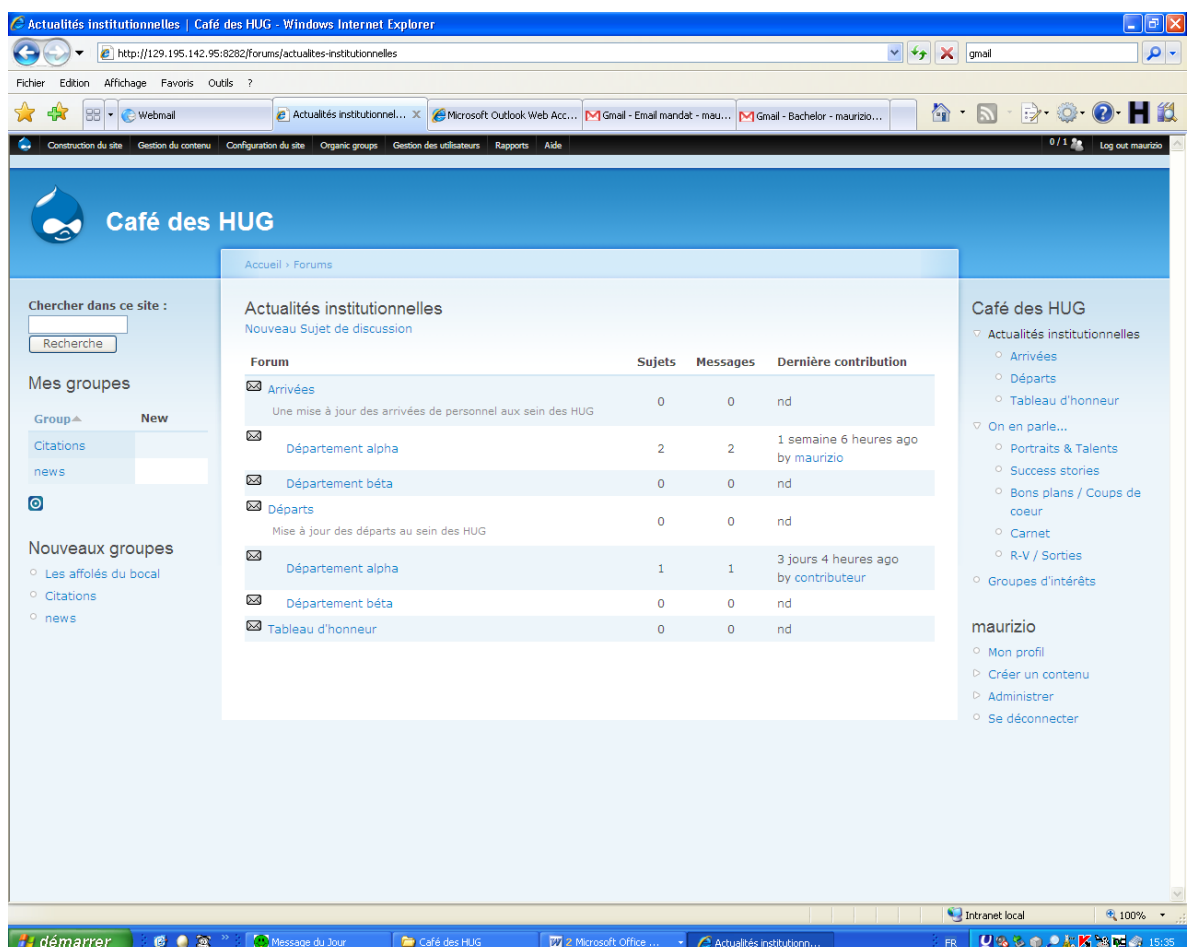 Actualités institutionnelles | Café des HUG - Windows Internet Explorer
http://129.195.142.95:8282/forums/actualites-institutionnelles
gmail
Fichier Edition Affichage Favoris Outils ?
Webmail
Actualités institutionnel...
Microsoft Outlook Web Acc...
Gmail - Email mandat - mau...
Gmail - Bachelor - maurizio...
Construction du site Gestion du contenu Configuration du site Organic groups Gestion des utilisateurs Rapports Aide
0 / 1 Log out maurizio
Café des HUG
Accueil › Forums
Chercher dans ce site :
Recherche
Mes groupes
Group New
Citations
news
Nouveaux groupes
Les affolés du bocal
Citations
news
Actualités institutionnelles
Nouveau Sujet de discussion
Forum Sujets Messages Dernière contribution
Arrivées 0 0 nd
Une mise à jour des arrivées de personnel aux sein des HUG
Département alpha 2 2 1 semaine 6 heures ago
by maurizio
Département béta 0 0 nd
Départs 0 0 nd
Mise à jour des départs au sein des HUG
Département alpha 1 1 3 jours 4 heures ago
by contributeur
Département béta 0 0 nd
Tableau d'honneur 0 0 nd
Café des HUG
Actualités institutionnelles
Arrivées
Départs
Tableau d'honneur
On en parle...
Portraits & Talents
Success stories
Bons plans / Coups de
coeur
Carnet
R-V / Sorties
Groupes d'intérêts
maurizio
Mon profil
Créer un contenu
Administrer
Se déconnecter
Intranet local 100%
démarrer
Message du Jour
Café des HUG
2 Microsoft Office ...
Actualités institutionn...
FR
15:35